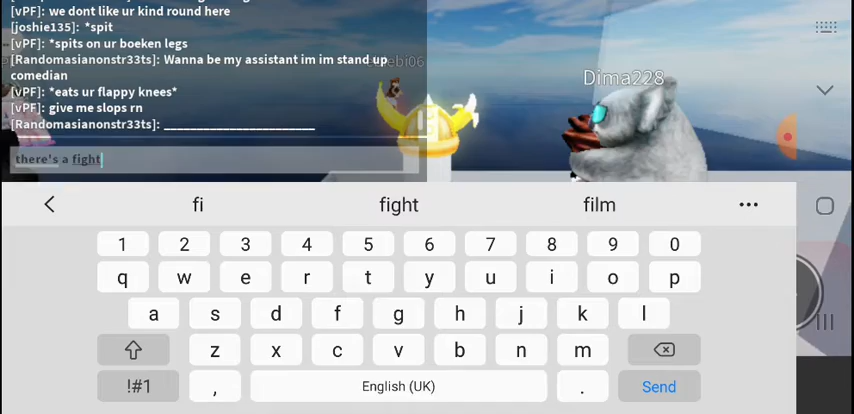 [vPF]: we dont like ur kind round here
[joshie135]: *spit
[vPF]: *spits on ur boeken legs
[Randomasianonstr33ts]: Wanna be my assistant im im stand up
comedian
[vPF]: *eats ur flappy knees*
[vPF]: give me slops rn
[Randomasianonstr33ts]: _______________________
there's a fight
ebi06
Dima228
fi fight film
1 2 3 4 5 6 7 8 9 0
q w e r t y u i o p
a s d f g h j k l
z x c v b n m
!#1 , English (UK) . Send